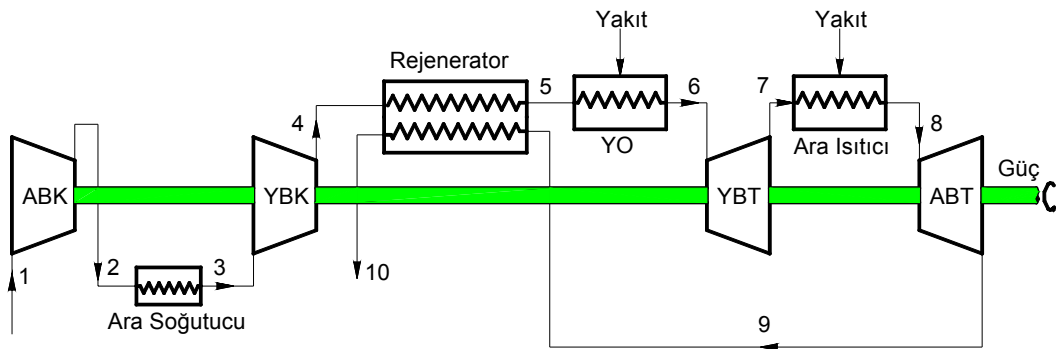 Yakıt
Yakıt
Rejenerator
5
6
7
4
8
YO
Ara Isıtıcı
Güç
ABK
YBK
YBT
ABT
1
2
3
10
Ara Soğutucu
9